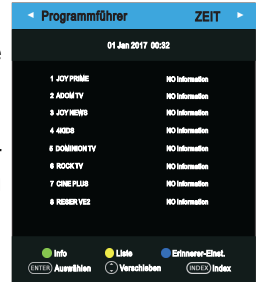 Programmführer ZEIT
01 Jan 2017 00:32
1 JOY PRIME NO Information
2 ADOM TV NO Information
3 JOY NEWS NO Information
4 4KIDS NO Information
5 DOMINION TV NO Information
6 ROCK TV NO Information
7 CINE PLUS NO Information
8 RESERVE2 NO Information
Info Liste Erinnerer-Einst.
ENTER Auswählen Verschieben INDEX Index